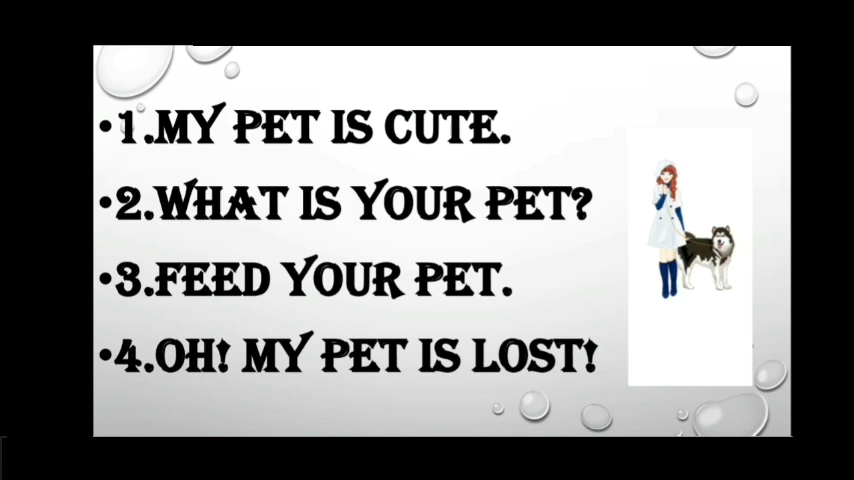 •1.MY PET IS CUTE.
•2.WHAT IS YOUR PET?
•3.FEED YOUR PET.
•4.OH! MY PET IS LOST!